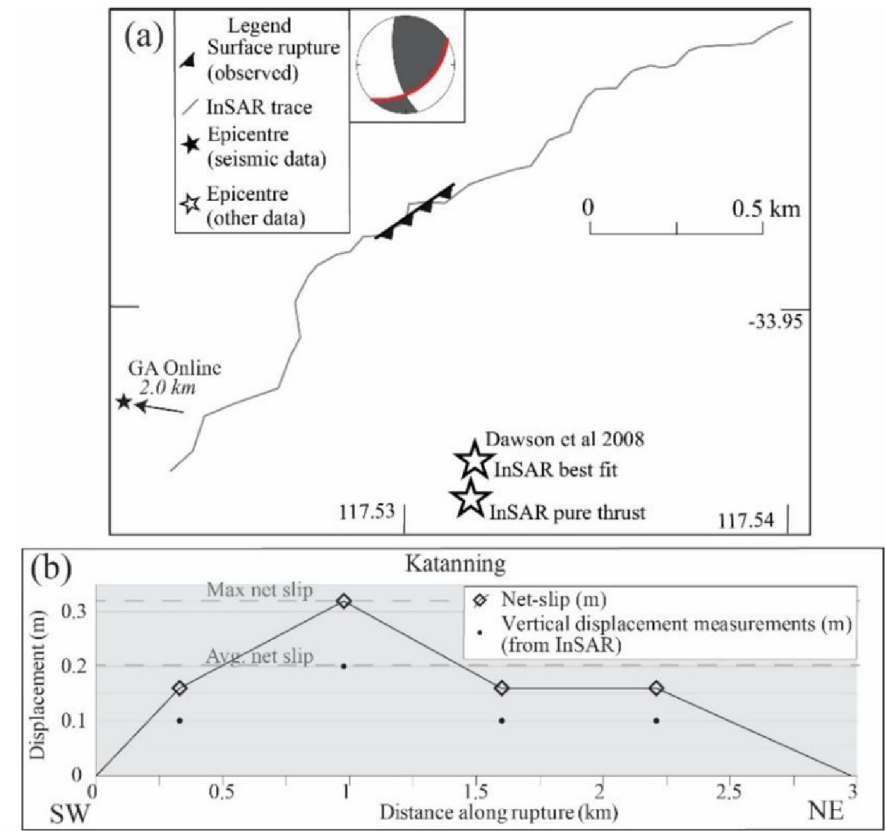 (a)
Legend
Surface rupture
(observed)
InSAR trace
Epicentre
(seismic data)
Epicentre
(other data)
0 0.5 km
-33.95
GA Online
2.0 km
Dawson et al 2008
InSAR best fit
InSAR pure thrust
117.53
117.54
(b)
Katanning
Max net slip
Avg. net slip
Net-slip (m)
Vertical displacement measurements (m)
(from InSAR)
Displacement (m)
0.3
0.2
0.1
0
0 0.5 1 1.5 2 2.5 3
SW Distance along rupture (km) NE